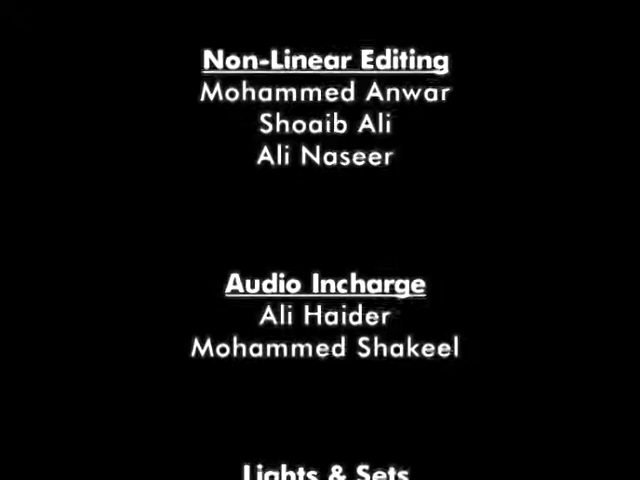 Non-Linear Editing
Mohammed Anwar
Shoaib Ali
Ali Naseer
Audio Incharge
Ali Haider
Mohammed Shakeel
Lights & Sets